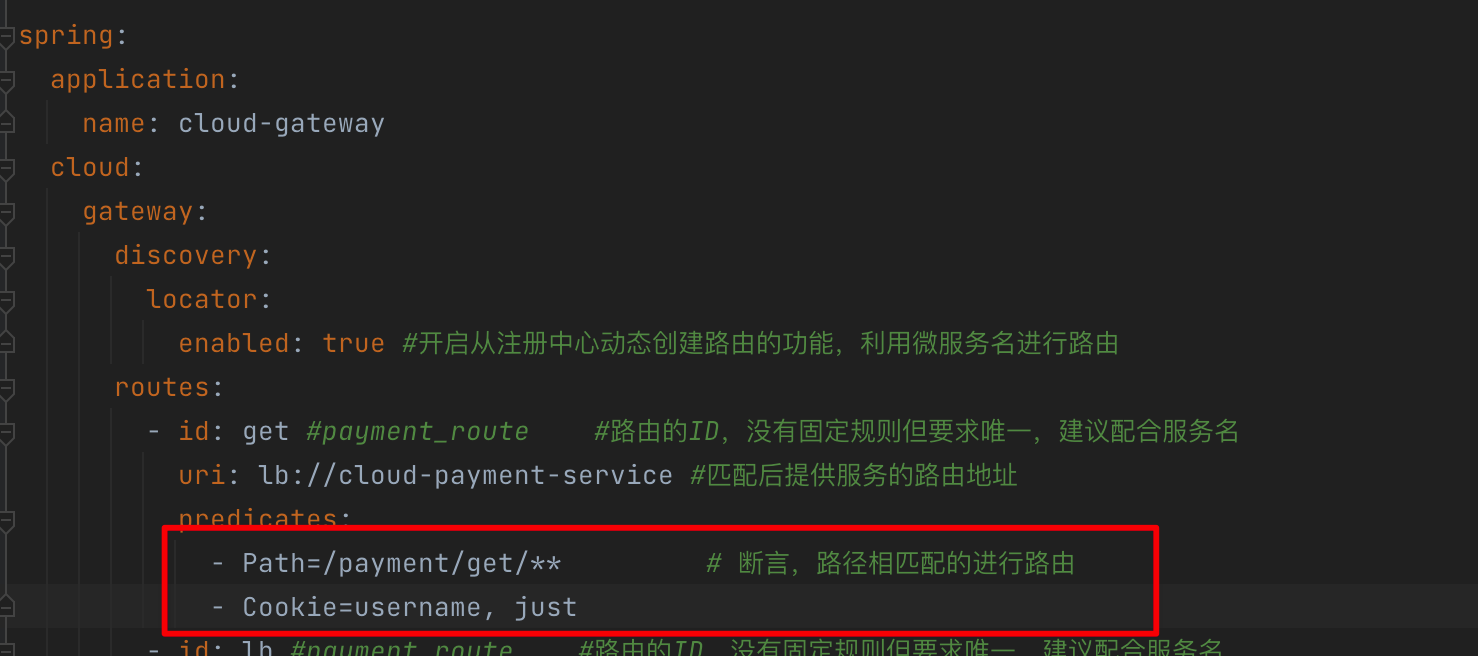 spring:
application:
name: cloud-gateway
cloud:
gateway:
discovery:
locator:
enabled: true #开启从注册中心动态创建路由的功能，利用微服务名进行路由
routes:
- id: get #payment_route #路由的ID，没有固定规则但要求唯一，建议配合服务名
uri: lb://cloud-payment-service #匹配后提供服务的路由地址
predicates:
- Path=/payment/get/** # 断言，路径相匹配的进行路由
- Cookie=username, just
- id: lb #payment_route #路由的ID，没有固定规则但要求唯一，建议配合服务名